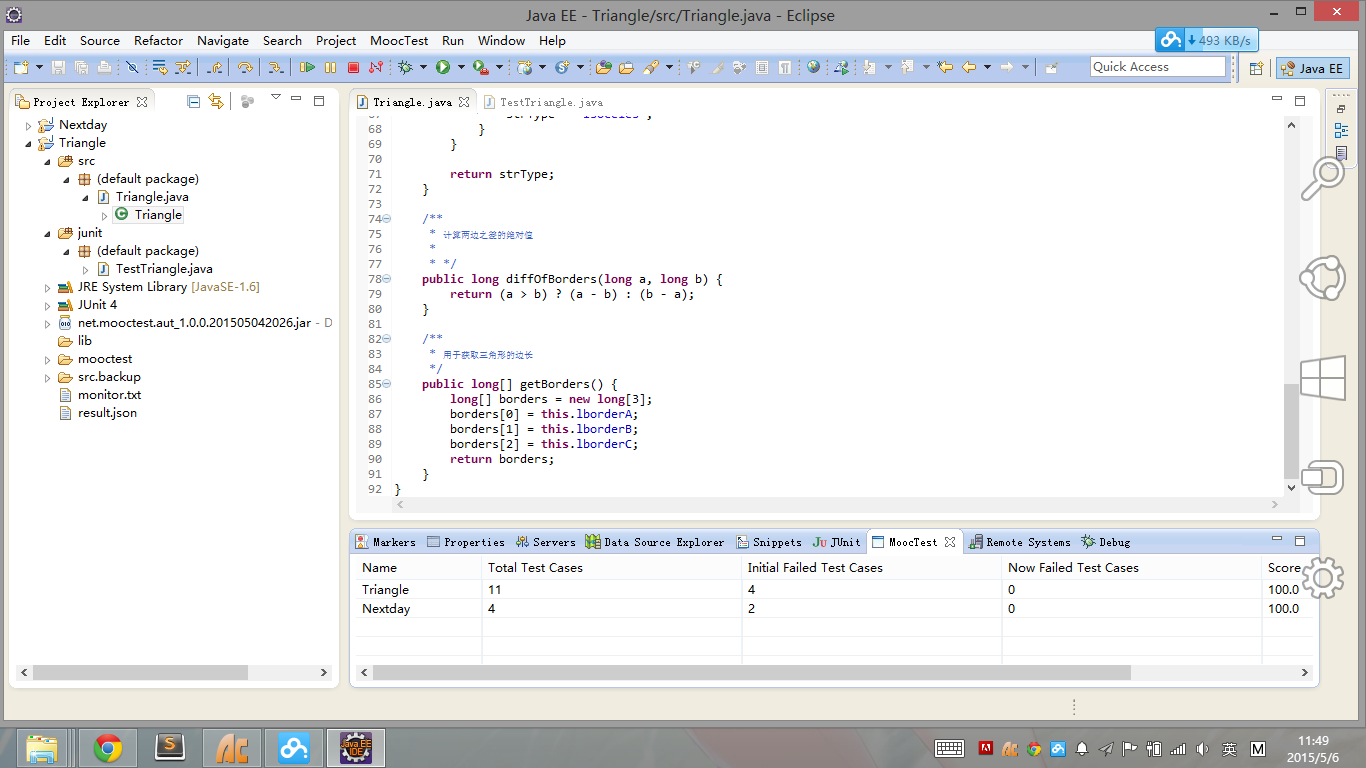 Java EE - Triangle/src/Triangle.java - Eclipse
File Edit Source Refactor Navigate Search Project MoocTest Run Window Help
493 KB/s
Quick Access
Java EE
Project Explorer
Triangle.java
TestTriangle.java
Nextday
Triangle
src
(default package)
Triangle.java
Triangle
junit
(default package)
TestTriangle.java
JRE System Library [JavaSE-1.6]
JUnit 4
net.mooctest.aut_1.0.0.201505042026.jar - D
lib
mooctest
src.backup
monitor.txt
result.json
68 }
69 }
70
71 return strType;
72 }
73
74 /**
75 * 计算两边之差的绝对值
76 *
77 * */
78 public long diffOfBorders(long a, long b) {
79 return (a > b) ? (a - b) : (b - a);
80 }
81
82 /**
83 * 用于获取三角形的边长
84 */
85 public long[] getBorders() {
86 long[] borders = new long[3];
87 borders[0] = this.lborderA;
88 borders[1] = this.lborderB;
89 borders[2] = this.lborderC;
90 return borders;
91 }
92 }
Markers Properties Servers Data Source Explorer Snippets JUnit MoocTest Remote Systems Debug
Name Total Test Cases Initial Failed Test Cases Now Failed Test Cases Score
Triangle 11 4 0 100.0
Nextday 4 2 0 100.0
Java EE
IDE
英
M
11:49
2015/5/6